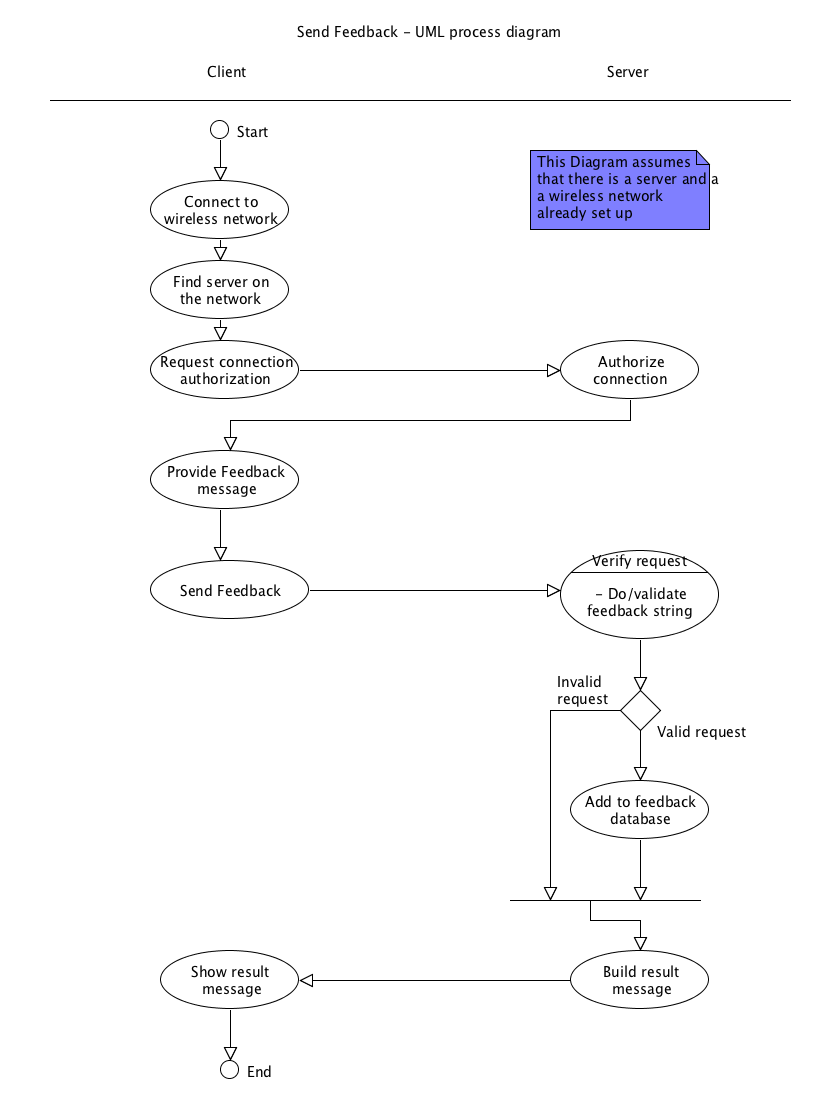 Send Feedback – UML process diagram
Client
Server
Start
This Diagram assumes
that there is a server and a
a wireless network
already set up
Connect to
wireless network
Find server on
the network
Request connection
authorization
Authorize
connection
Provide Feedback
message
Send Feedback
Verify request
– Do/validate
feedback string
Invalid
request
Valid request
Add to feedback
database
Show result
message
Build result
message
End